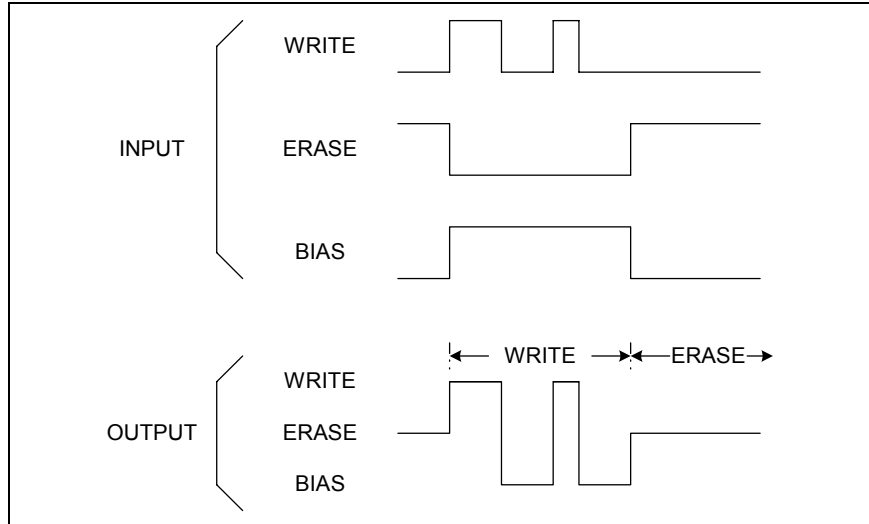 WRITE
INPUT
ERASE
BIAS
WRITE
ERASE
WRITE
OUTPUT
ERASE
BIAS